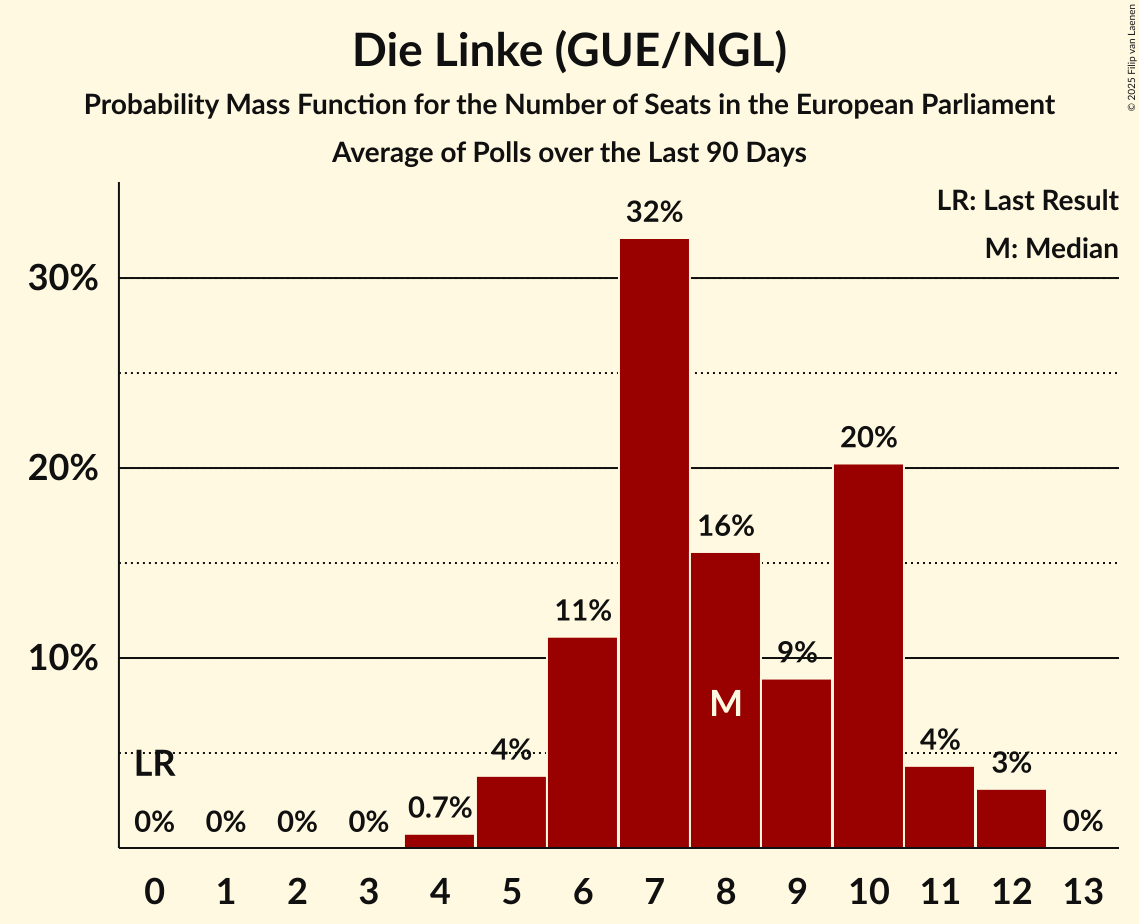 Die Linke (GUE/NGL)
Probability Mass Function for the Number of Seats in the European Parliament
Average of Polls over the Last 90 Days
© 2025 Filip van Laenen
LR: Last Result
M: Median
32%
30%
20%
20%
16%
11%
10%
9%
M
LR
4%
4%
3%
0.7%
0% 0% 0% 0% 0%
0 1 2 3 4 5 6 7 8 9 10 11 12 13